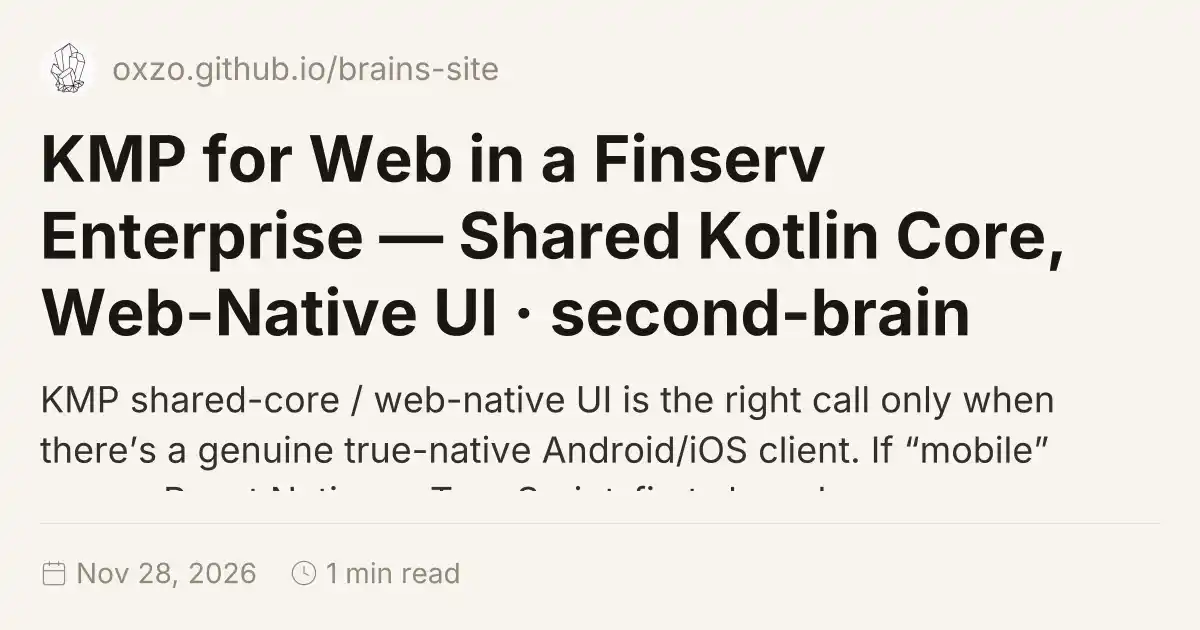 oxzo.github.io/brains-site
KMP for Web in a Finserv
Enterprise — Shared Kotlin Core,
Web-Native UI · second-brain
KMP shared-core / web-native UI is the right call only when
there’s a genuine true-native Android/iOS client. If “mobile”
Nov 28, 2026
1 min read